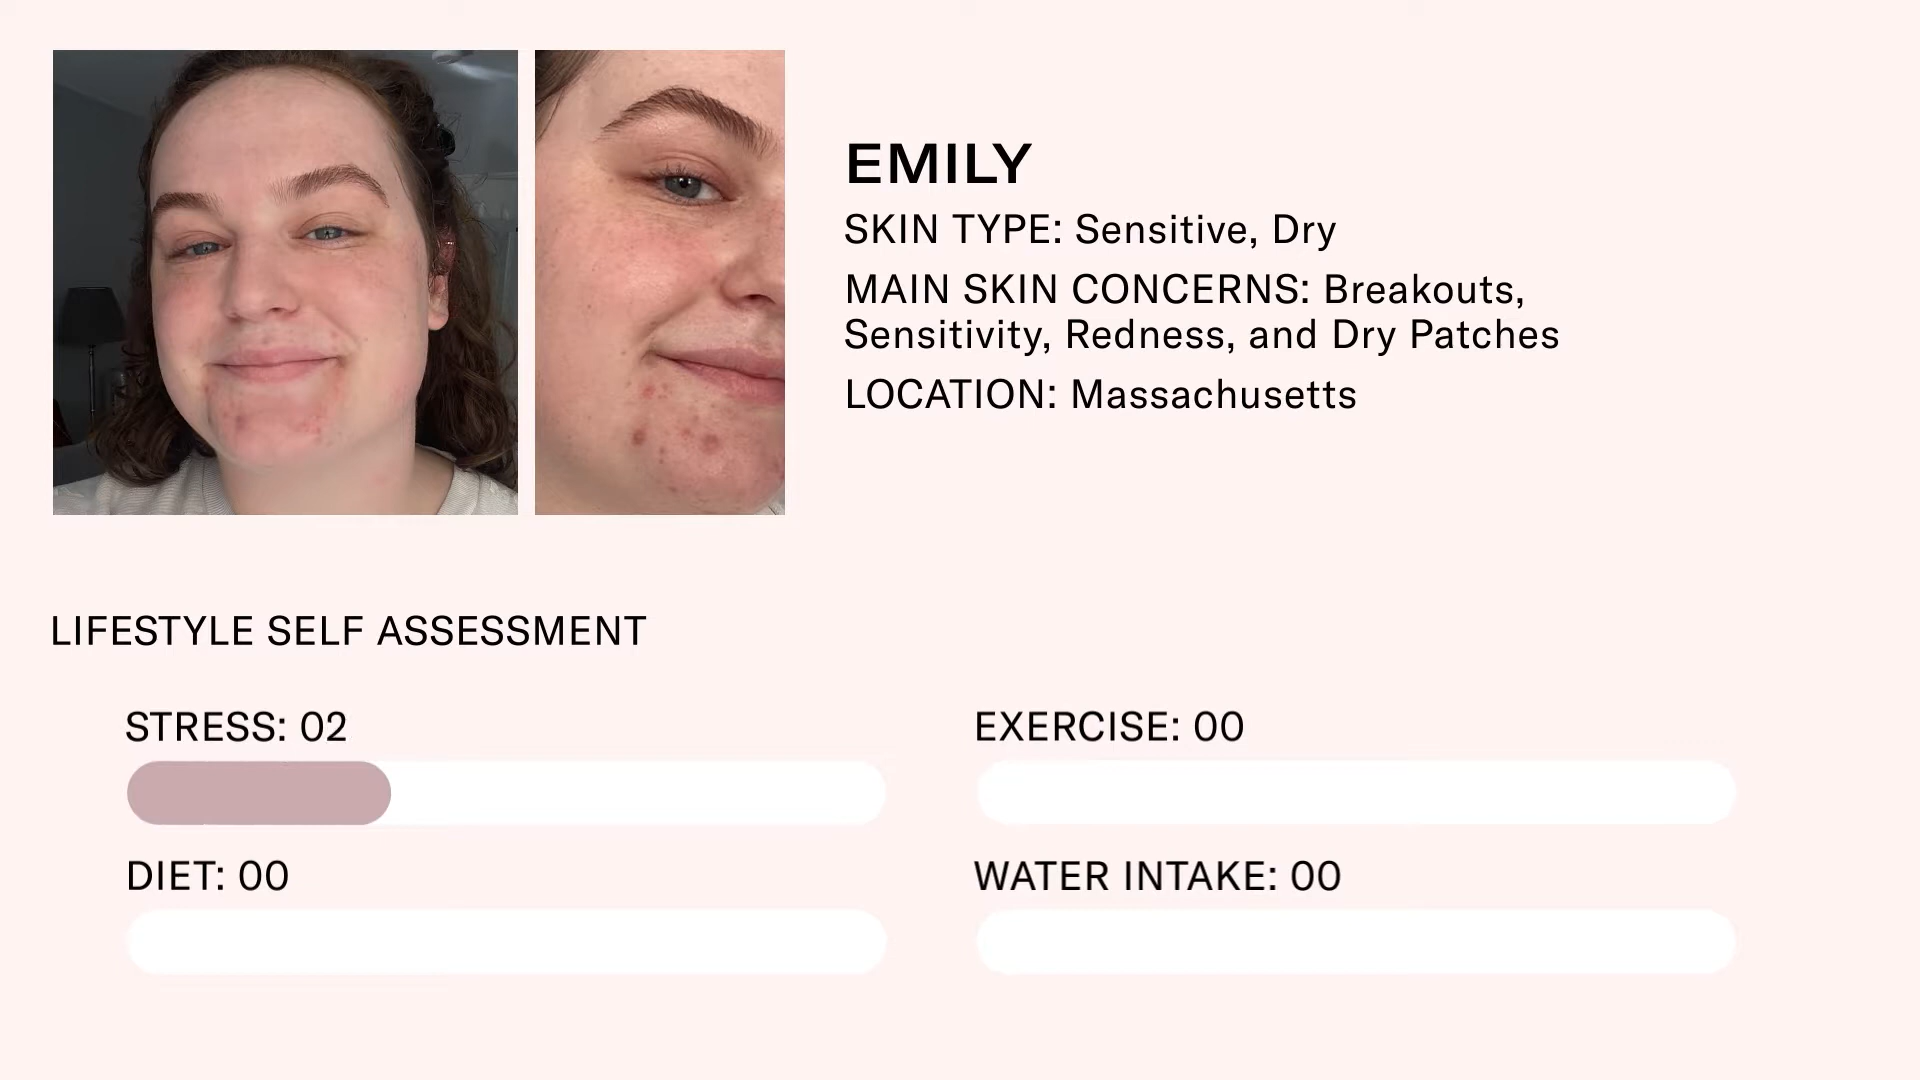 EMILY
SKIN TYPE: Sensitive, Dry
MAIN SKIN CONCERNS: Breakouts,
Sensitivity, Redness, and Dry Patches
LOCATION: Massachusetts
LIFESTYLE SELF ASSESSMENT
STRESS: 02
EXERCISE: 00
DIET: 00
WATER INTAKE: 00